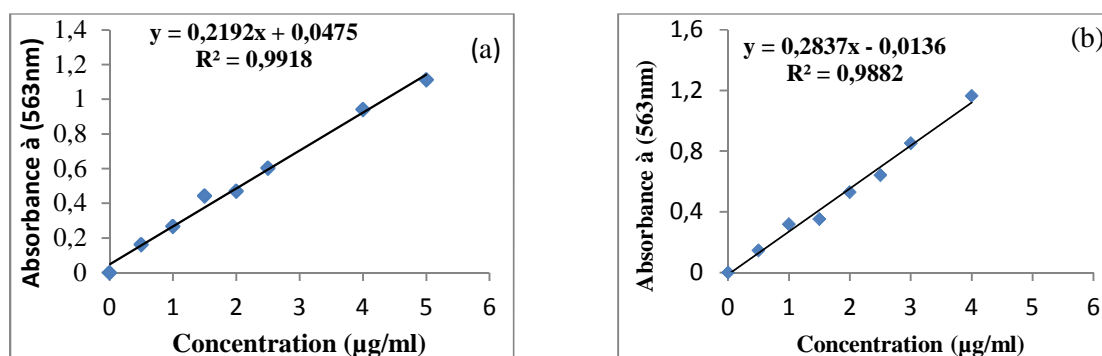 y = 0,2192x + 0,0475
R² = 0,9918
(a)
Absorbance à (563nm)
1,4
1,2
1
0,8
0,6
0,4
0,2
0
0 1 2 3 4 5 6
Concentration (µg/ml)
y = 0,2837x - 0,0136
R² = 0,9882
(b)
Absorbance à (563nm)
1,6
1,2
0,8
0,4
0
0 1 2 3 4 5 6
Concentration (µg/ml)